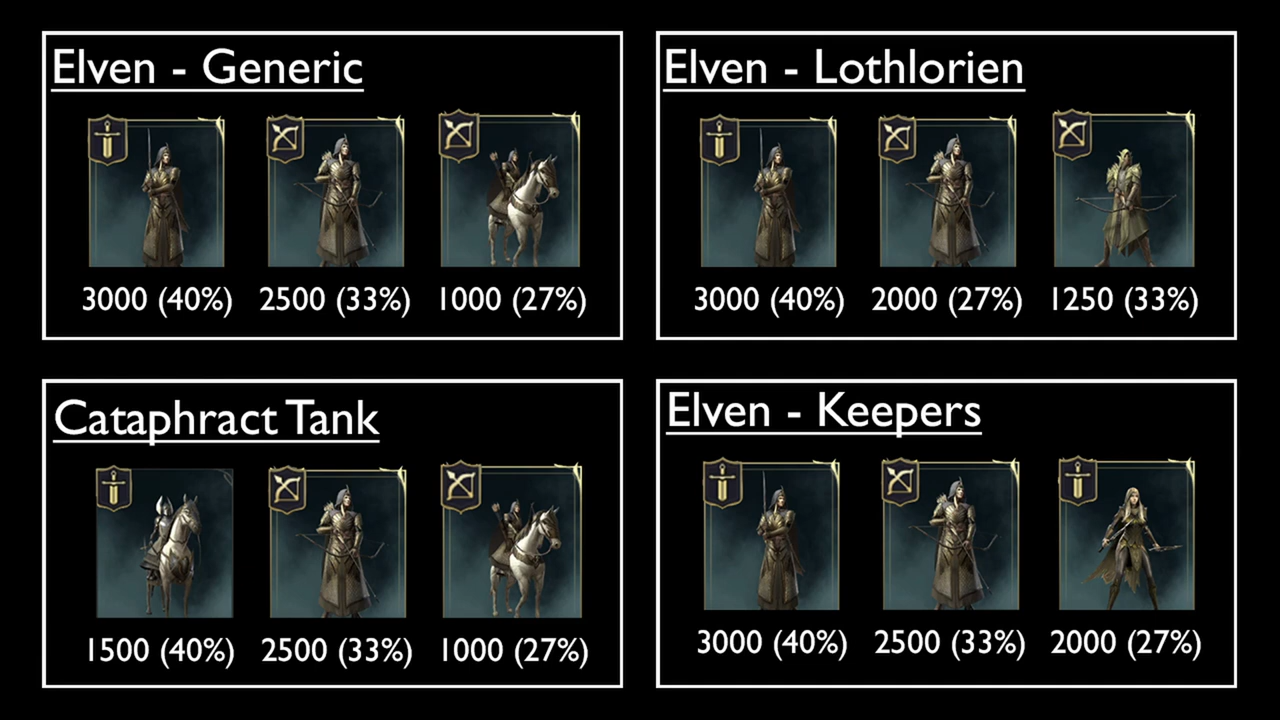 Elven - Generic
3000 (40%) 2500 (33%) 1000 (27%)
Elven - Lothlorien
3000 (40%) 2000 (27%) 1250 (33%)
Cataphract Tank
1500 (40%) 2500 (33%) 1000 (27%)
Elven - Keepers
3000 (40%) 2500 (33%) 2000 (27%)